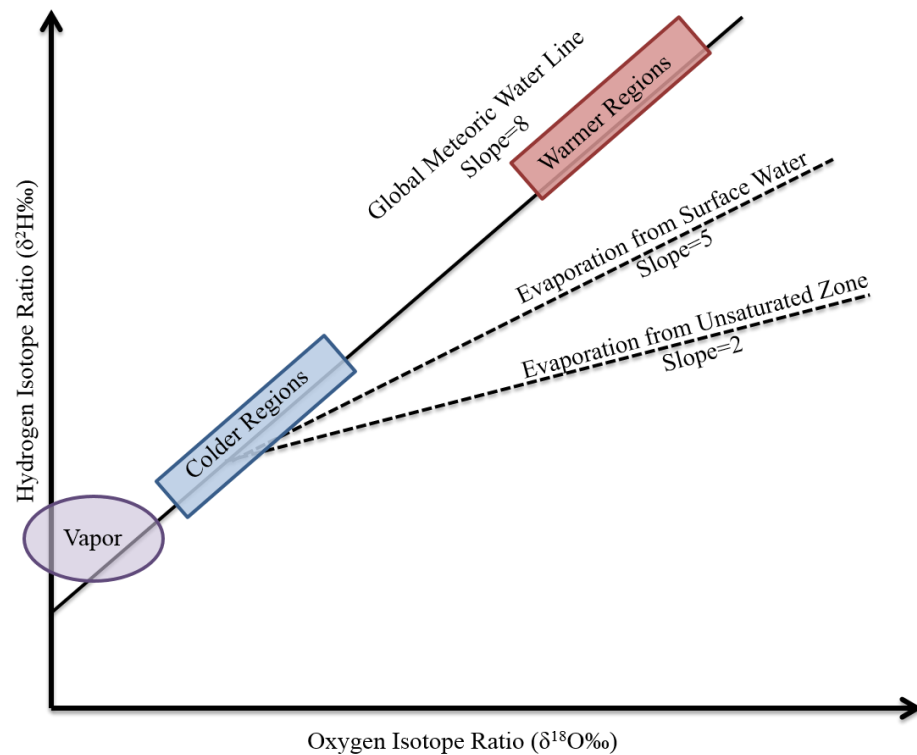 Hydrogen Isotope Ratio (δ²H‰)
Global Meteoric Water Line
Slope=8
Warmer Regions
Evaporation from Surface Water
Slope=5
Evaporation from Unsaturated Zone
Slope=2
Colder Regions
Vapor
Oxygen Isotope Ratio (δ¹⁸O‰)